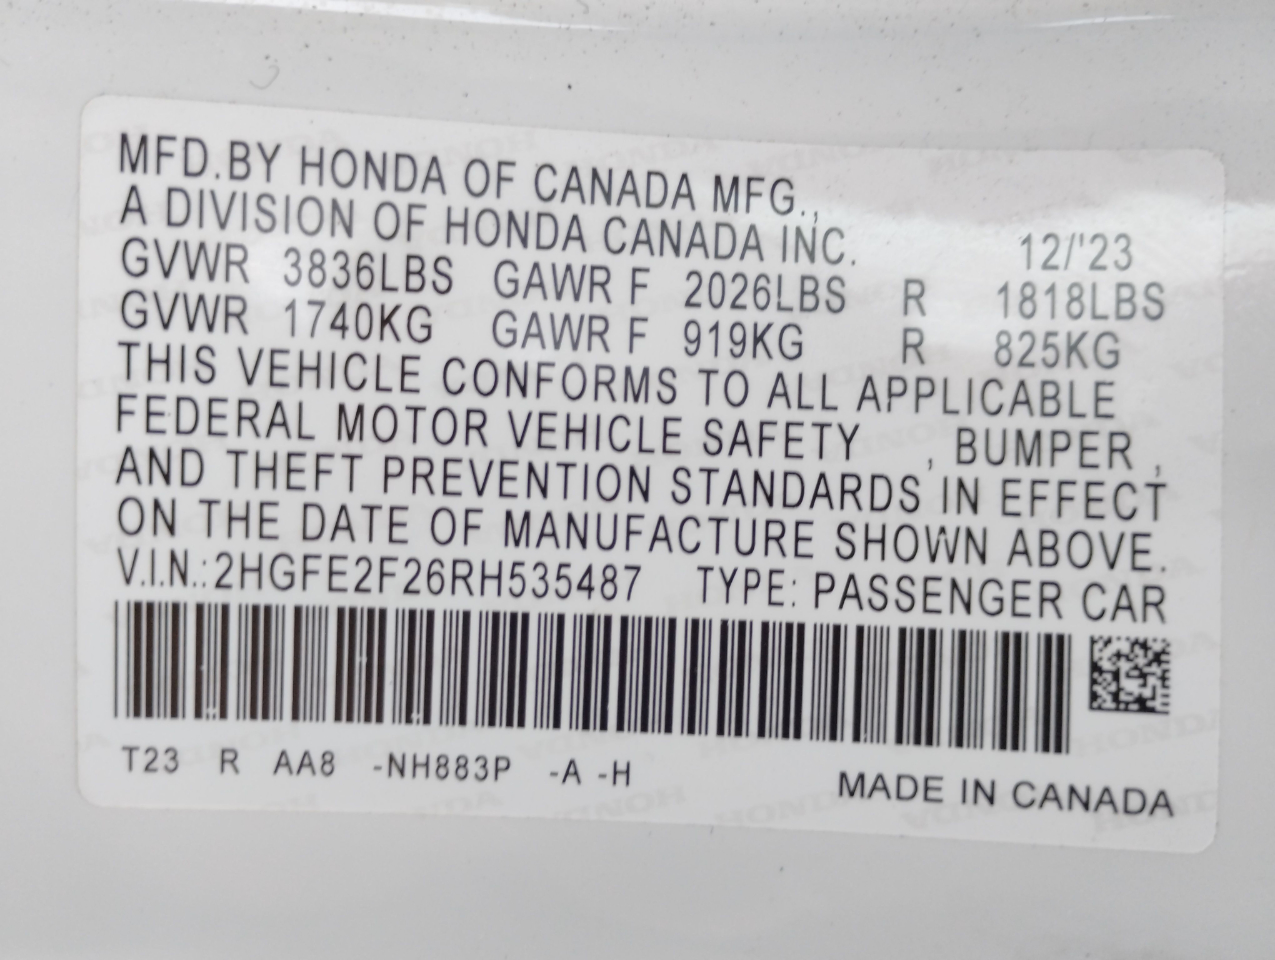 MFD.BY HONDA OF CANADA MFG.,
A DIVISION OF HONDA CANADA INC. 12/'23
GVWR 3836LBS GAWR F 2026LBS R 1818LBS
GVWR 1740KG GAWR F 919KG R 825KG
THIS VEHICLE CONFORMS TO ALL APPLICABLE
FEDERAL MOTOR VEHICLE SAFETY , BUMPER ,
AND THEFT PREVENTION STANDARDS IN EFFECT
ON THE DATE OF MANUFACTURE SHOWN ABOVE.
V.I.N.:2HGFE2F26RH535487 TYPE: PASSENGER CAR
T23 R AA8 -NH883P -A -H
MADE IN CANADA